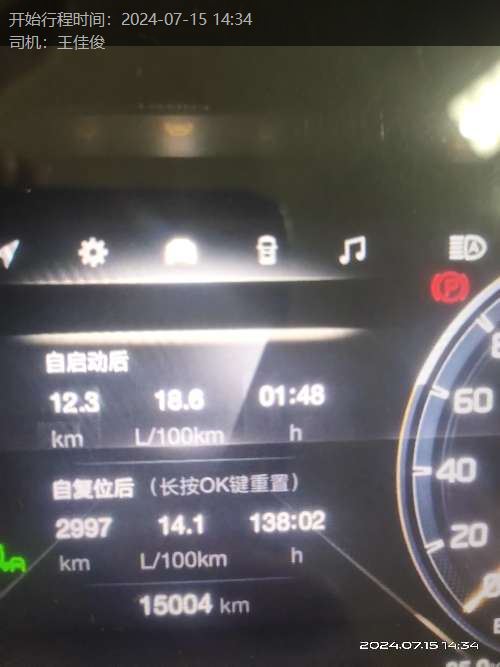 开始行程时间：2024-07-15 14:34
司机：王佳俊
自启动后
12.3 18.6 01:48
km L/100km h
自复位后 （长按OK键重置）
2997 14.1 138:02
km L/100km h
15004 km
P
A
60
40
20
2024.07.15 14:34